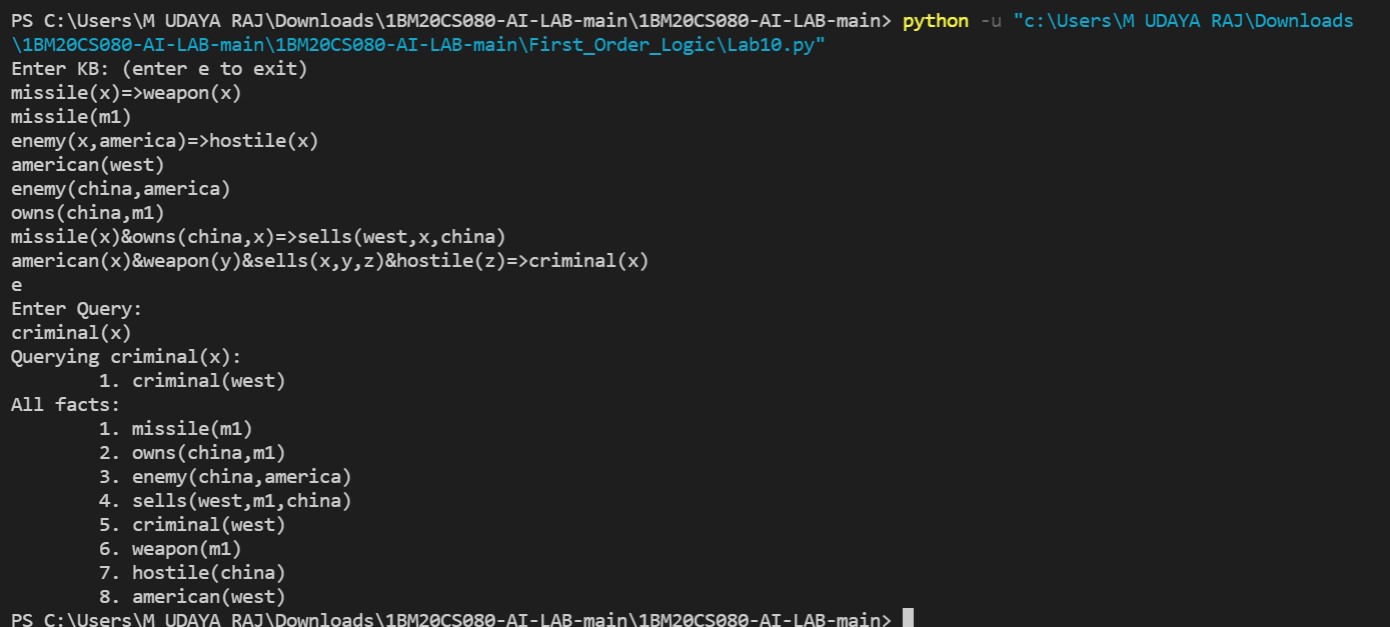 PS C:\Users\M UDAYA RAJ\Downloads\1BM20CS080-AI-LAB-main\1BM20CS080-AI-LAB-main> python -u "c:\Users\M UDAYA RAJ\Downloads
\1BM20CS080-AI-LAB-main\1BM20CS080-AI-LAB-main\First_Order_Logic\Lab10.py"
Enter KB: (enter e to exit)
missile(x)=>weapon(x)
missile(m1)
enemy(x,america)=>hostile(x)
american(west)
enemy(china,america)
owns(china,m1)
missile(x)&owns(china,x)=>sells(west,x,china)
american(x)&weapon(y)&sells(x,y,z)&hostile(z)=>criminal(x)
e
Enter Query:
criminal(x)
Querying criminal(x):
1. criminal(west)
All facts:
1. missile(m1)
2. owns(china,m1)
3. enemy(china,america)
4. sells(west,m1,china)
5. criminal(west)
6. weapon(m1)
7. hostile(china)
8. american(west)
PS C:\Users\M UDAYA RAJ\Downloads\1BM20CS080-AI-LAB-main\1BM20CS080-AI-LAB-main>